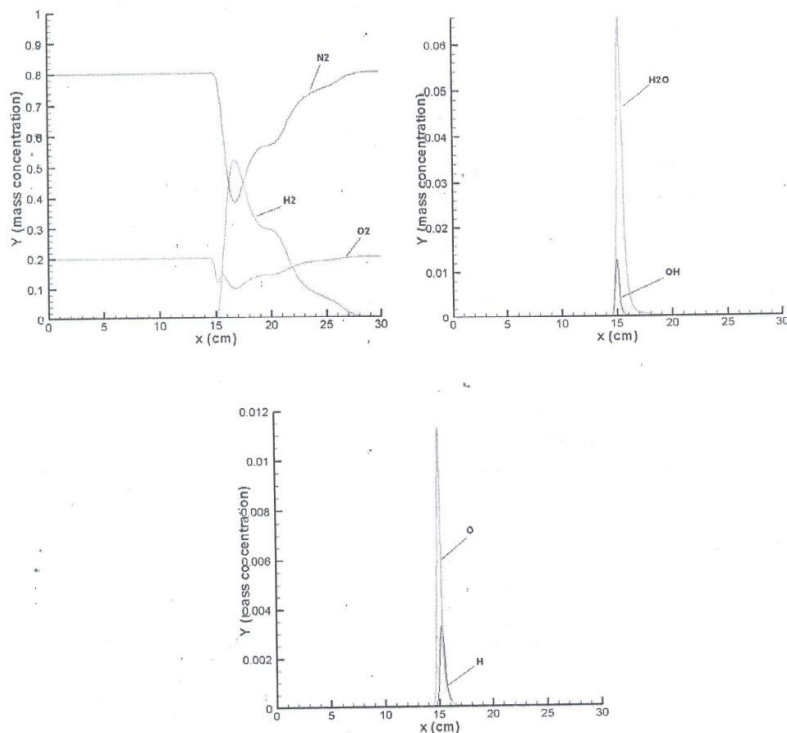 1
0.9
0.8
0.7
0.6
0.5
0.4
0.3
0.2
0.1
0
Y (mass concentration)
N2
H2
O2
0 5 10 15 20 25 30
x (cm)
0.06
0.05
0.04
0.03
0.02
0.01
0
Y (mass concentration)
H2O
OH
0 5 10 15 20 25 30
x (cm)
0.012
0.01
0.008
0.006
0.004
0.002
0
Y (mass concentration)
O
H
0 5 10 15 20 25 30
x (cm)